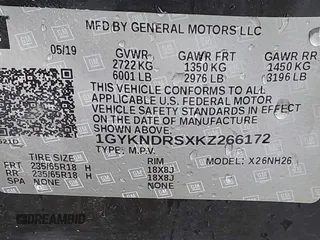 MFD BY GENERAL MOTORS LLC
05/19 GVWR GAWR FRT GAWR RR
2722 KG 1350 KG 1450 KG
6001 LB 2976 LB 3196 LB
THIS VEHICLE CONFORMS TO ALL
APPLICABLE U.S. FEDERAL MOTOR
VEHICLE SAFETY STANDARDS IN EFFECT
ON THE DATE OF MANUFACTURE
SHOWN ABOVE.
1GYKNDRSXKZ266172
TYPE: M.P.V. MODEL: X26NH26
TIRE SIZE RIM
FRT 235/65R18 H 18X8J
RR 235/65R18 H 18X8J
GM
DREAMBID